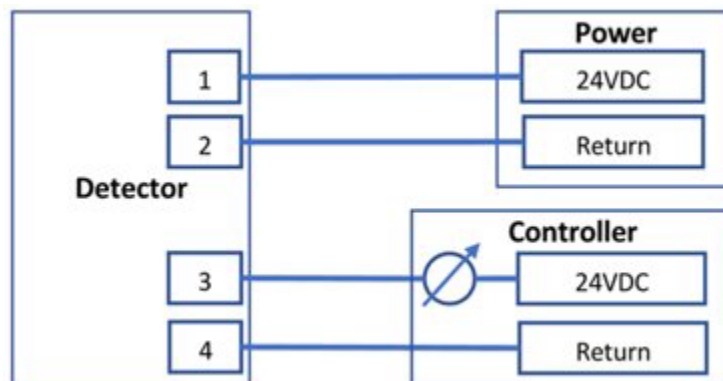 Power
1
24VDC
2
Return
Detector
Controller
3
24VDC
4
Return